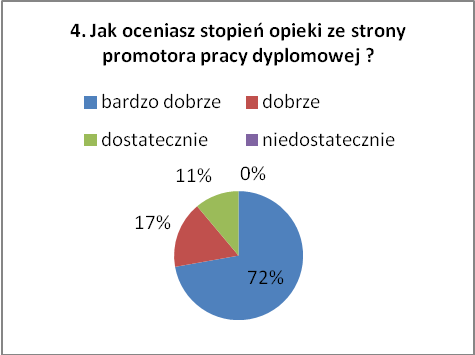 4. Jak oceniasz stopień opieki ze strony
promotora pracy dyplomowej ?
bardzo dobrze dobrze
dostatecznie niedostatecznie
11% 0%
17%
72%